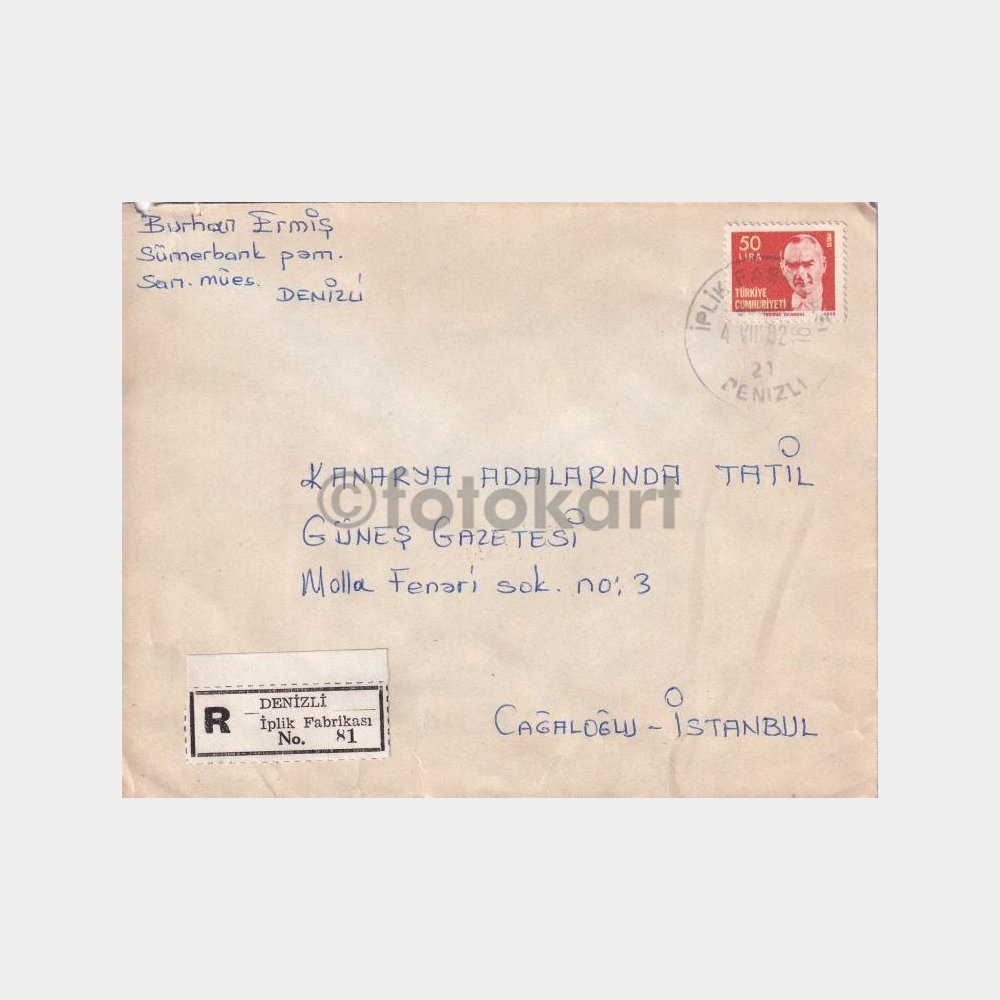 Burhan Ermiş
Sümerbank pam.
San. mües.
DENİZLİ
50
LIRA
TÜRKİYE
CUMHURİYETİ
İPLİK
4 VII 82 16
21
DENİZLİ
KANARYA ADALARINDA TATİL
©fotokart
GÜNEŞ GAZETESİ
Molla Fenari sok. no: 3
CAĞALOĞLU - İSTANBUL
DENİZLİ
R
İplik Fabrikası
No. 81